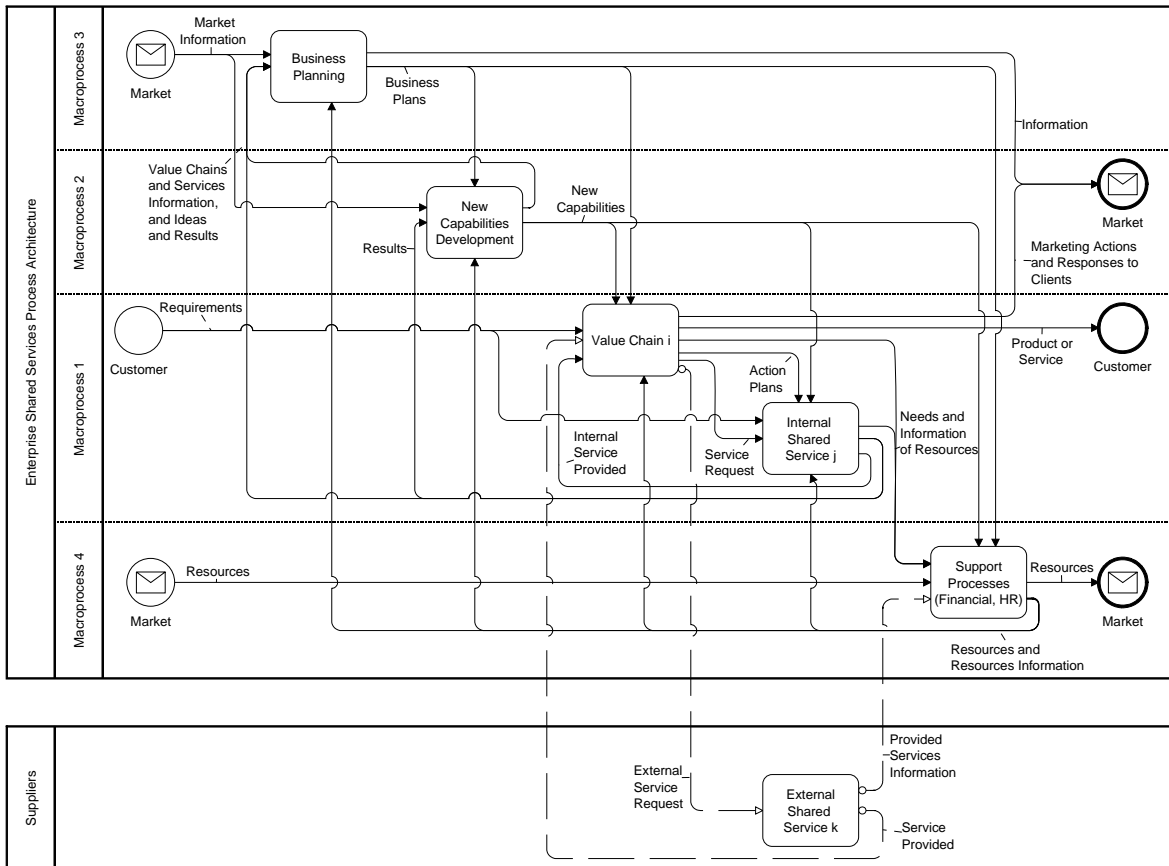 Enterprise Shared Services Process Architecture
Macroprocess 3
Market
Information
Market
Business
Planning
Business
Plans
Information
Macroprocess 2
Value Chains
and Services
Information,
and Ideas
and Results
New
Capabilities
Development
New
Capabilities
Results
Market
Marketing Actions
and Responses to
Clients
Macroprocess 1
Requirements
Customer
Value Chain i
Product or
Service
Customer
Action
Plans
Internal
Service
Provided
Service
Request
Internal
Shared
Service j
Needs and
Information
of Resources
Macroprocess 4
Resources
Market
Support
Processes
(Financial, HR)
Resources
Market
Resources and
Resources Information
Suppliers
External
Service
Request
External
Shared
Service k
Provided
Services
Information
Service
Provided